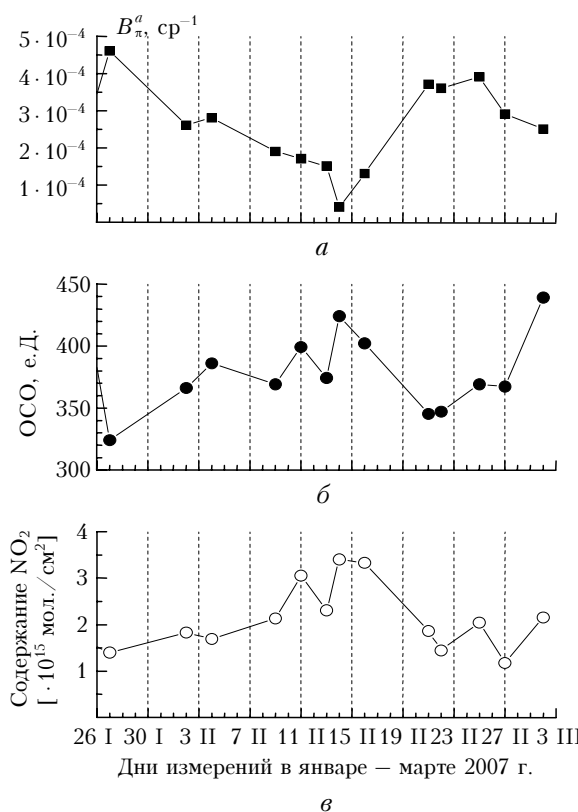 B_π^a, ср⁻¹
5·10⁻⁴
4·10⁻⁴
3·10⁻⁴
2·10⁻⁴
1·10⁻⁴
а
ОСО, е.Д.
450
400
350
300
б
Содержание NO₂
[ ·10¹⁵ мол./см²]
4
3
2
1
26 I 30 I 3 II 7 II 11 II 15 II 19 II 23 II 27 II 3 III
Дни измерений в январе – марте 2007 г.
в